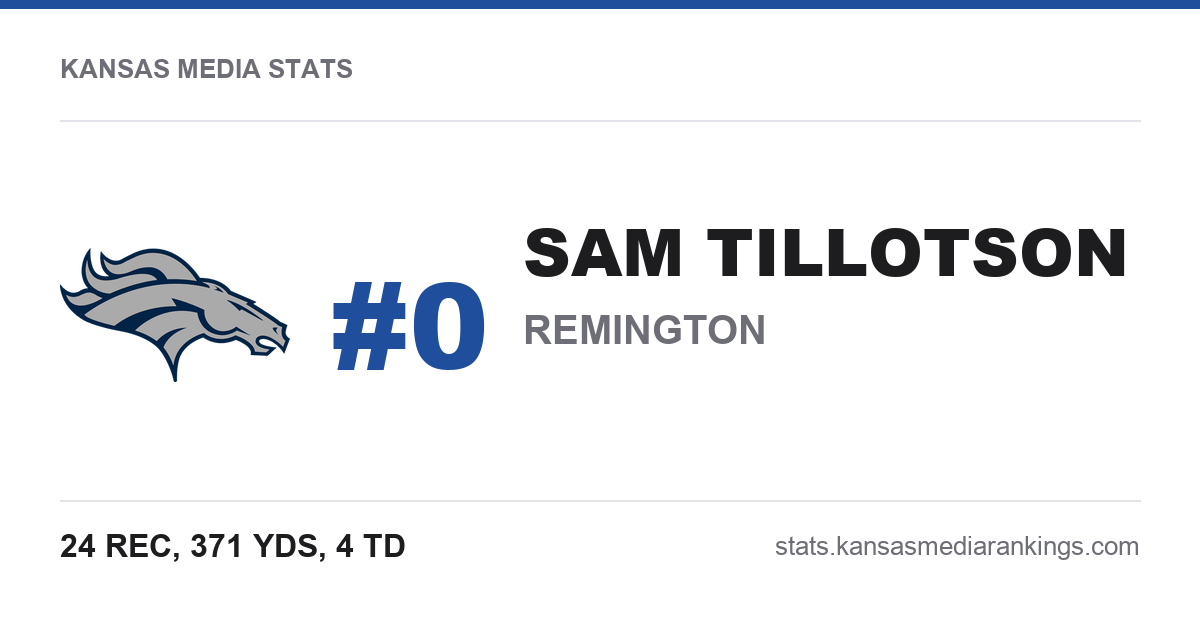 KANSAS MEDIA STATS
#0
SAM TILLOTSON
REMINGTON
24 REC, 371 YDS, 4 TD
stats.kansasmediarankings.com